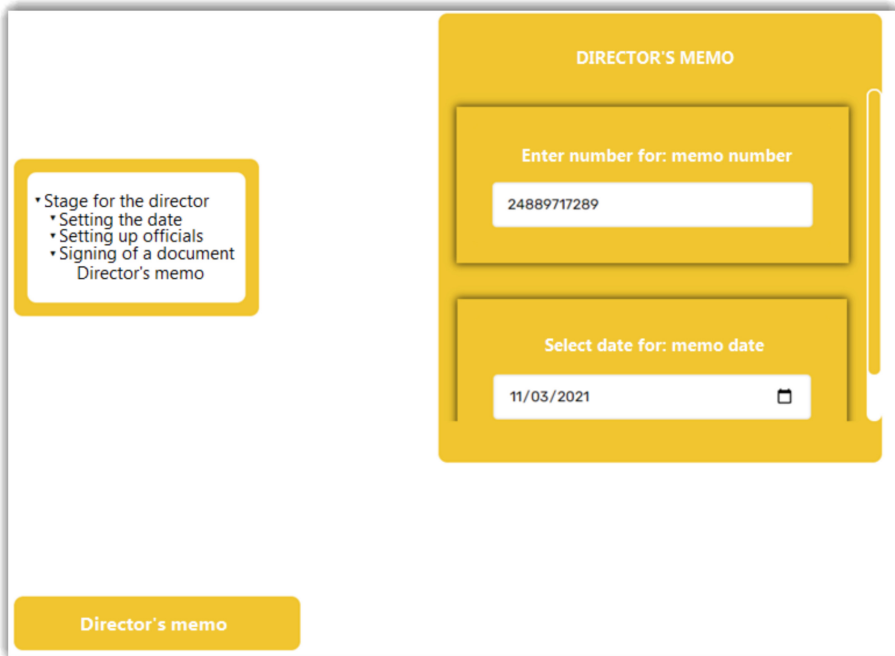 DIRECTOR'S MEMO
Enter number for: memo number
24889717289
Select date for: memo date
11/03/2021
Stage for the director
Setting the date
Setting up officials
Signing of a document
Director's memo
Director's memo